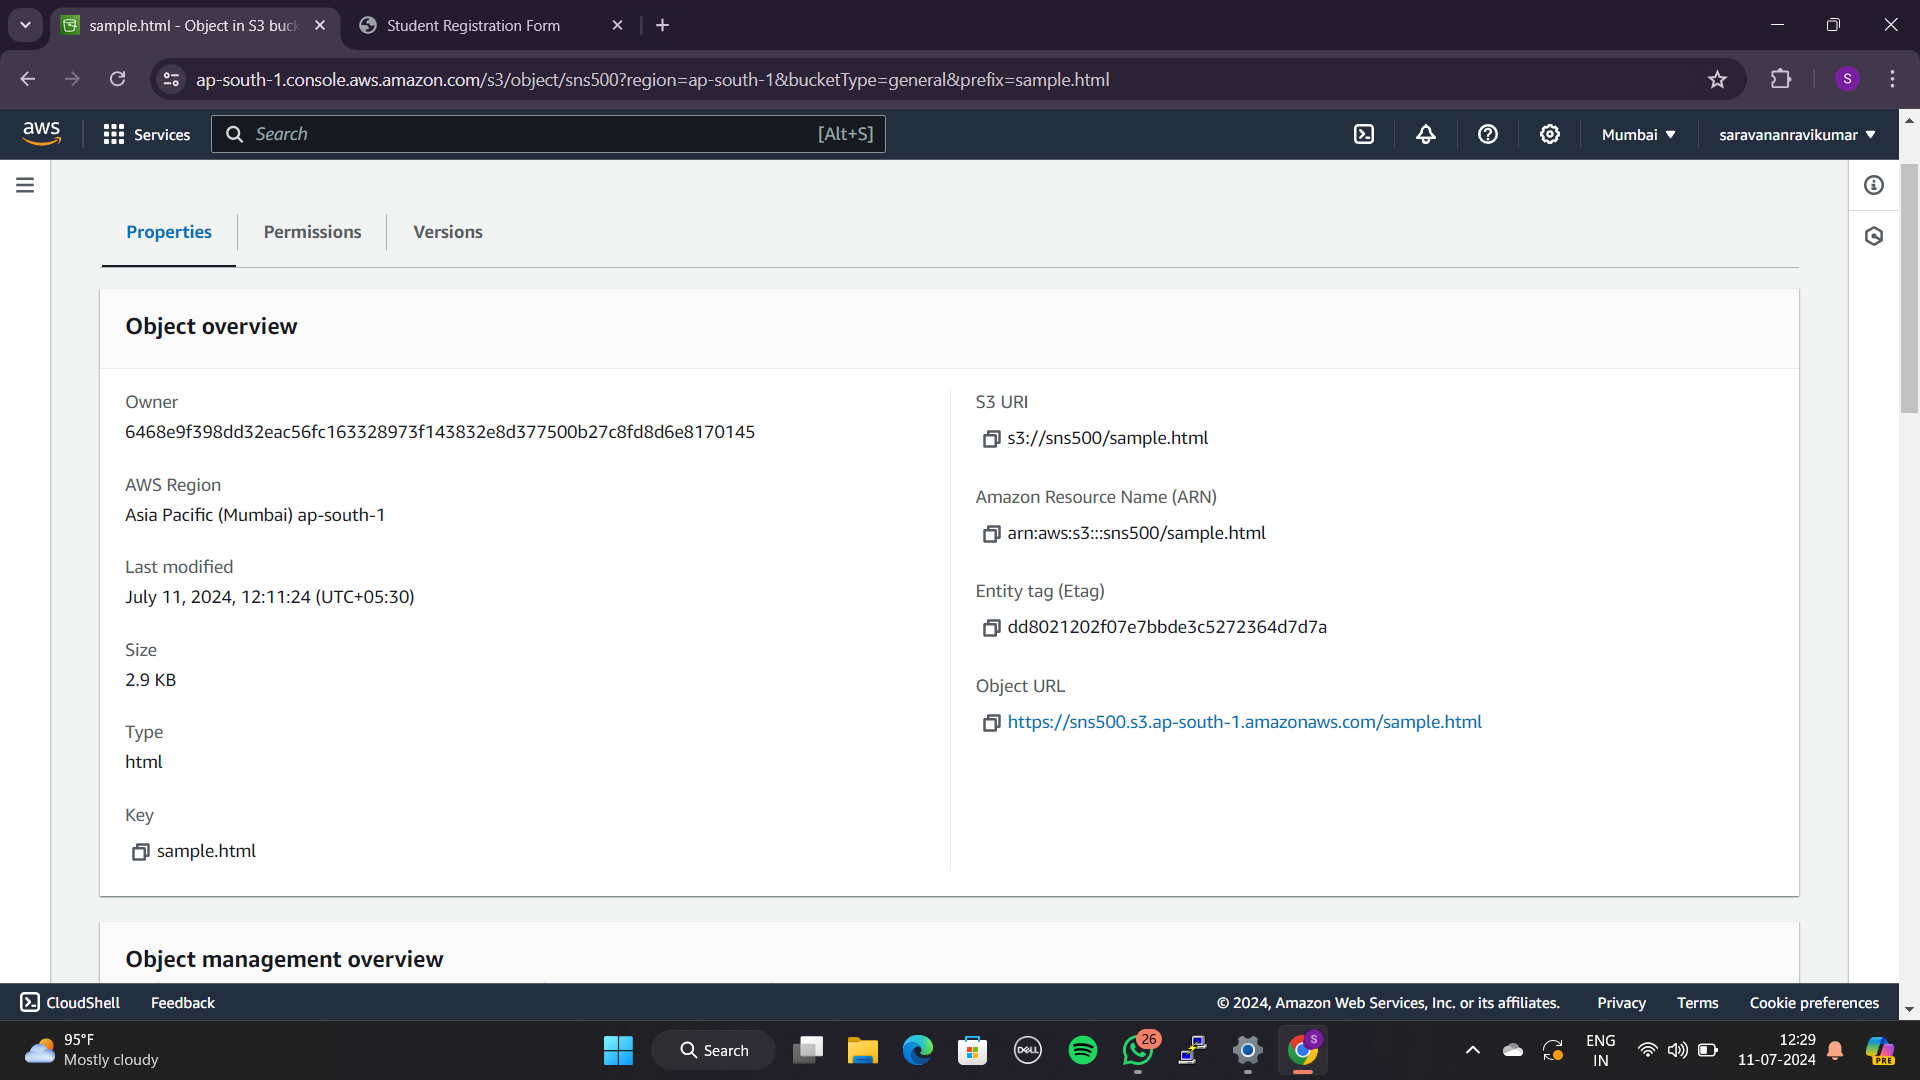 sample.html - Object in S3 buck
Student Registration Form
ap-south-1.console.aws.amazon.com/s3/object/sns500?region=ap-south-1&bucketType=general&prefix=sample.html
S
aws
Services
Search
[Alt+S]
Mumbai
saravananravikumar
Properties
Permissions
Versions
Object overview
Owner
6468e9f398dd32eac56fc163328973f143832e8d377500b27c8fd8d6e8170145
AWS Region
Asia Pacific (Mumbai) ap-south-1
Last modified
July 11, 2024, 12:11:24 (UTC+05:30)
Size
2.9 KB
Type
html
Key
sample.html
S3 URI
s3://sns500/sample.html
Amazon Resource Name (ARN)
arn:aws:s3:::sns500/sample.html
Entity tag (Etag)
dd8021202f07e7bbde3c5272364d7d7a
Object URL
https://sns500.s3.ap-south-1.amazonaws.com/sample.html
Object management overview
CloudShell
Feedback
© 2024, Amazon Web Services, Inc. or its affiliates.
Privacy
Terms
Cookie preferences
95°F
Mostly cloudy
Search
DELL
26
S
ENG
IN
12:29
11-07-2024
PRE